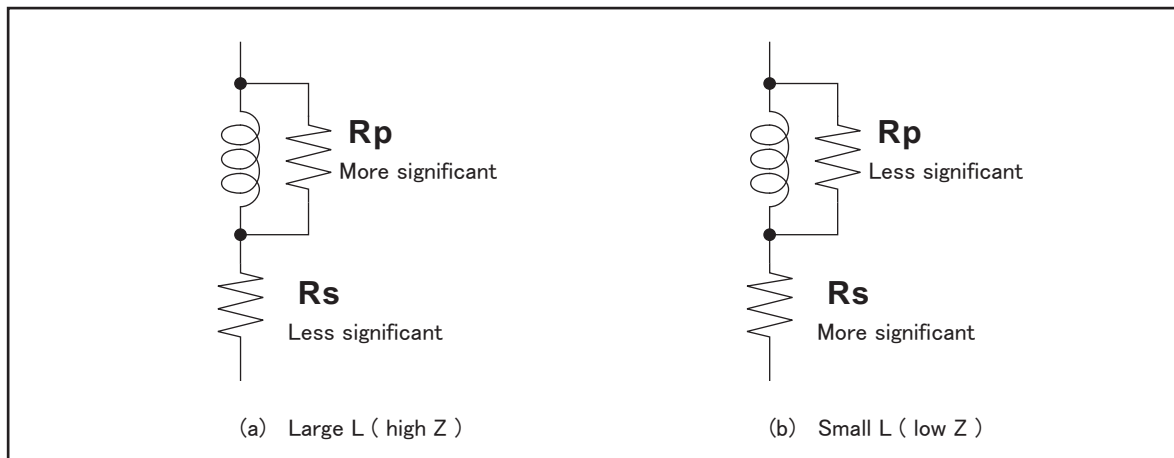 Rp
More significant
Rs
Less significant
(a) Large L ( high Z )
Rp
Less significant
Rs
More significant
(b) Small L ( low Z )